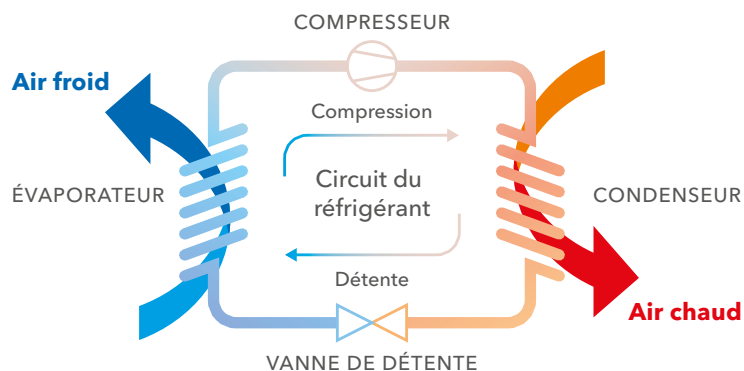 COMPRESSEUR
Air froid
Compression
ÉVAPORATEUR
Circuit du
réfrigérant
CONDENSEUR
Détente
Air chaud
VANNE DE DÉTENTE